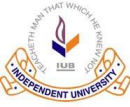 TEACHETH MAN THAT WHICH HE KNEW NOT
IUB
INDEPENDENT UNIVERSITY